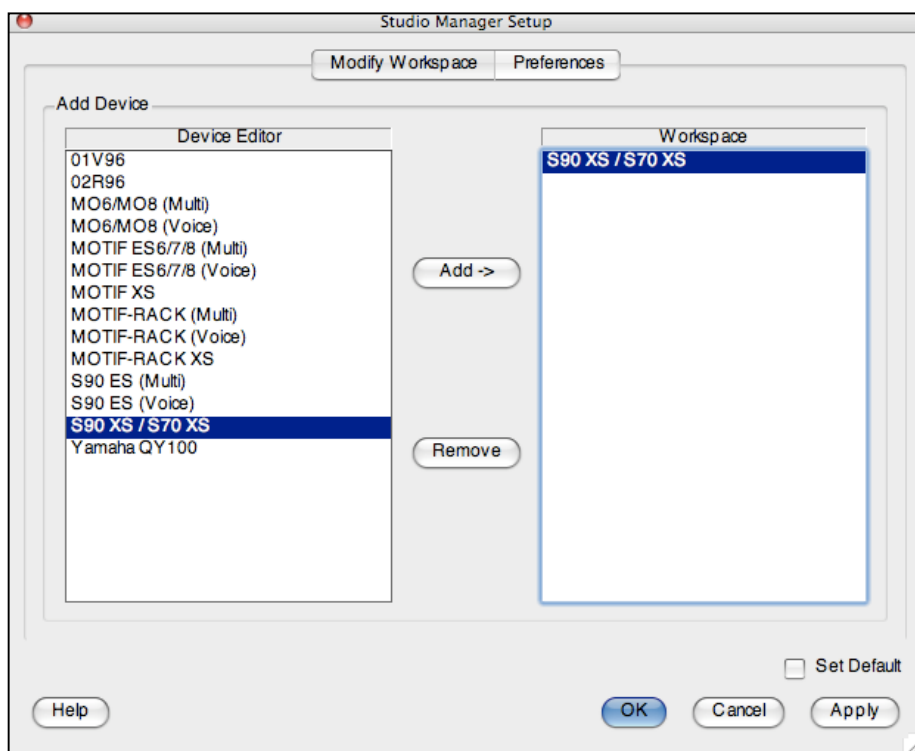 Studio Manager Setup
Modify Workspace
Preferences
Add Device
Device Editor
01V96
02R96
MO6/MO8 (Multi)
MO6/MO8 (Voice)
MOTIF ES6/7/8 (Multi)
MOTIF ES6/7/8 (Voice)
MOTIF XS
MOTIF-RACK (Multi)
MOTIF-RACK (Voice)
MOTIF-RACK XS
S90 ES (Multi)
S90 ES (Voice)
S90 XS / S70 XS
Yamaha QY100
Add ->
Remove
Workspace
S90 XS / S70 XS
Set Default
Help
OK
Cancel
Apply